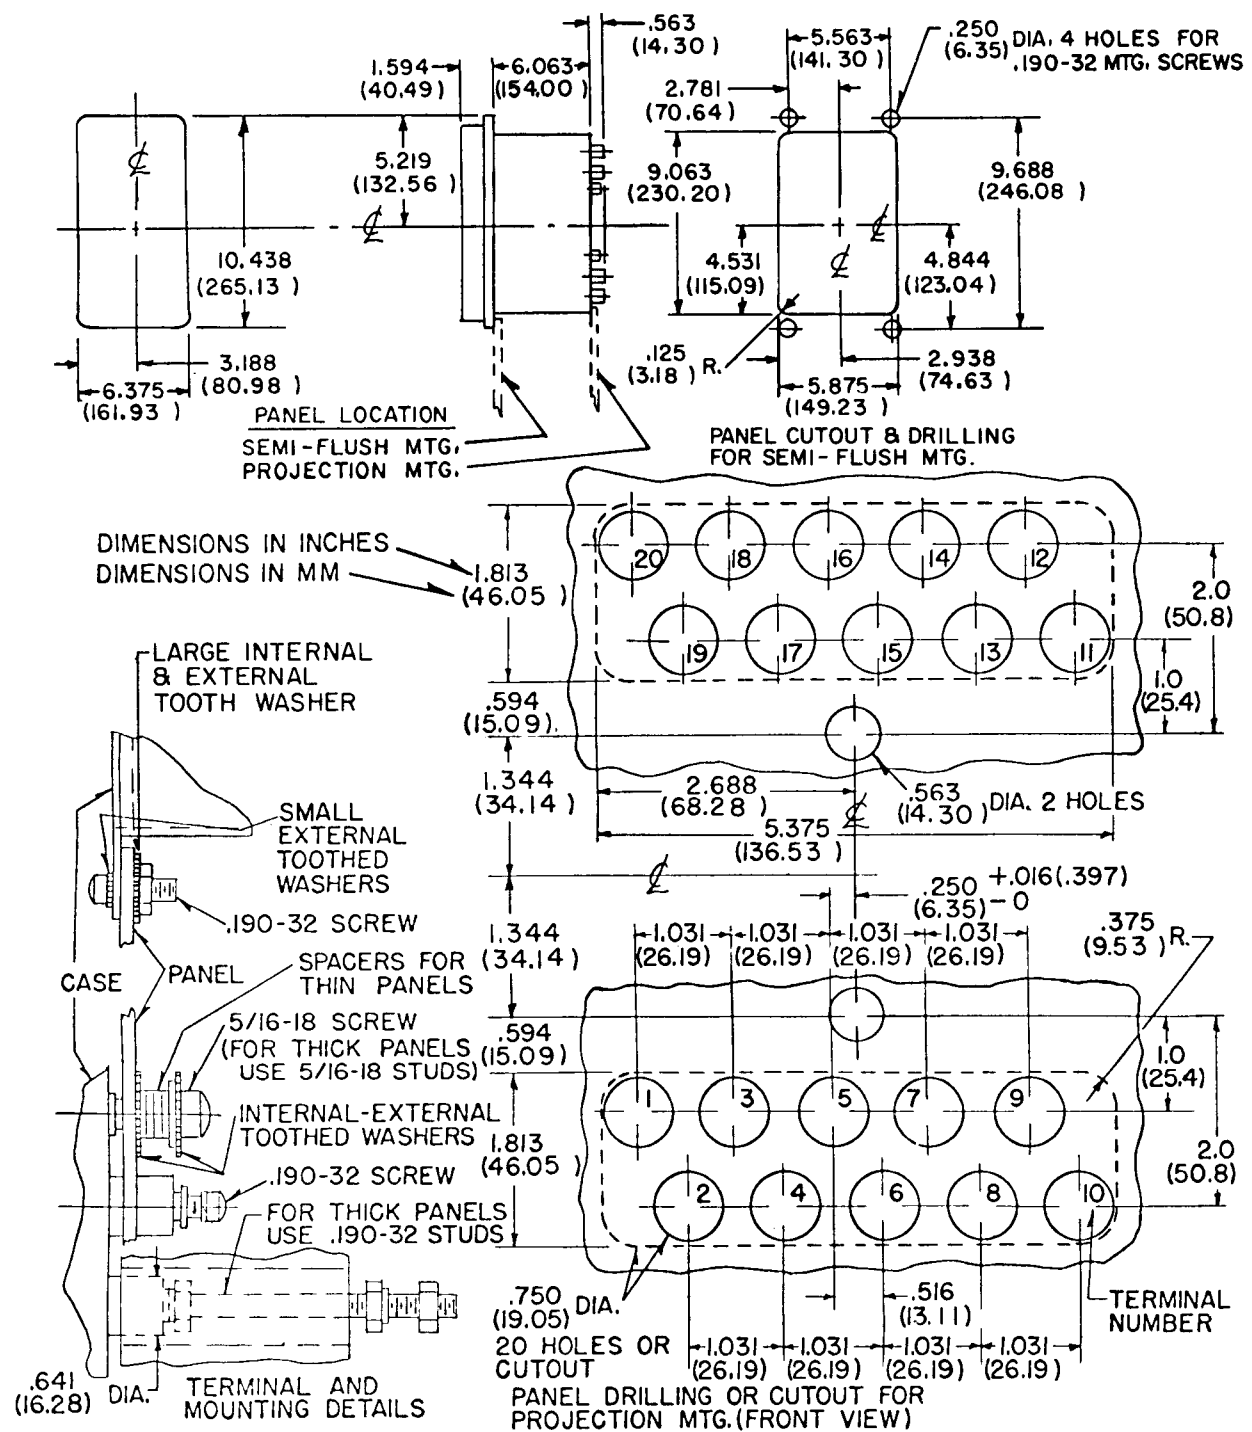 .563
(14.30 )
5.563
(141.30 )
.250
(6.35)
DIA. 4 HOLES FOR
.190-32 MTG. SCREWS
1.594
(40.49)
6.063
(154.00)
2.781
(70.64)
℄
5.219
(132.56)
9.063
(230.20)
9.688
(246.08 )
℄
℄
10.438
(265.13 )
4.531
(115.09)
℄
4.844
(123.04)
3.188
(80.98 )
6.375
(161.93 )
.125
(3.18 )
R.
2.938
(74.63)
5.875
(149.23 )
PANEL LOCATION
SEMI-FLUSH MTG.
PROJECTION MTG.
PANEL CUTOUT & DRILLING
FOR SEMI-FLUSH MTG.
DIMENSIONS IN INCHES
DIMENSIONS IN MM
1.813
(46.05 )
20 18 16 14 12
19 17 15 13 11
2.0
(50.8)
1.0
(25.4)
.594
(15.09)
LARGE INTERNAL
& EXTERNAL
TOOTH WASHER
1.344
(34.14 )
2.688
(68.28 )
℄
.563
(14.30 )
DIA. 2 HOLES
5.375
(136.53 )
SMALL
EXTERNAL
TOOTHED
WASHERS
℄
.250
(6.35)
+.016(.397)
-0
.190-32 SCREW
1.344
(34.14)
1.031
(26.19)
1.031
(26.19)
1.031
(26.19)
1.031
(26.19)
.375
(9.53 )
R.
CASE
PANEL
SPACERS FOR
THIN PANELS
5/16-18 SCREW
(FOR THICK PANELS
USE 5/16-18 STUDS)
.594
(15.09)
1.0
(25.4)
1 3 5 7 9
INTERNAL-EXTERNAL
TOOTHED WASHERS
1.813
(46.05 )
2.0
(50.8)
.190-32 SCREW
2 4 6 8 10
FOR THICK PANELS
USE .190-32 STUDS
.750
(19.05)
DIA.
20 HOLES OR
CUTOUT
.516
(13.11)
TERMINAL
NUMBER
1.031
(26.19)
1.031
(26.19)
1.031
(26.19)
1.031
(26.19)
.641
(16.28)
DIA.
TERMINAL AND
MOUNTING DETAILS
PANEL DRILLING OR CUTOUT FOR
PROJECTION MTG. (FRONT VIEW)